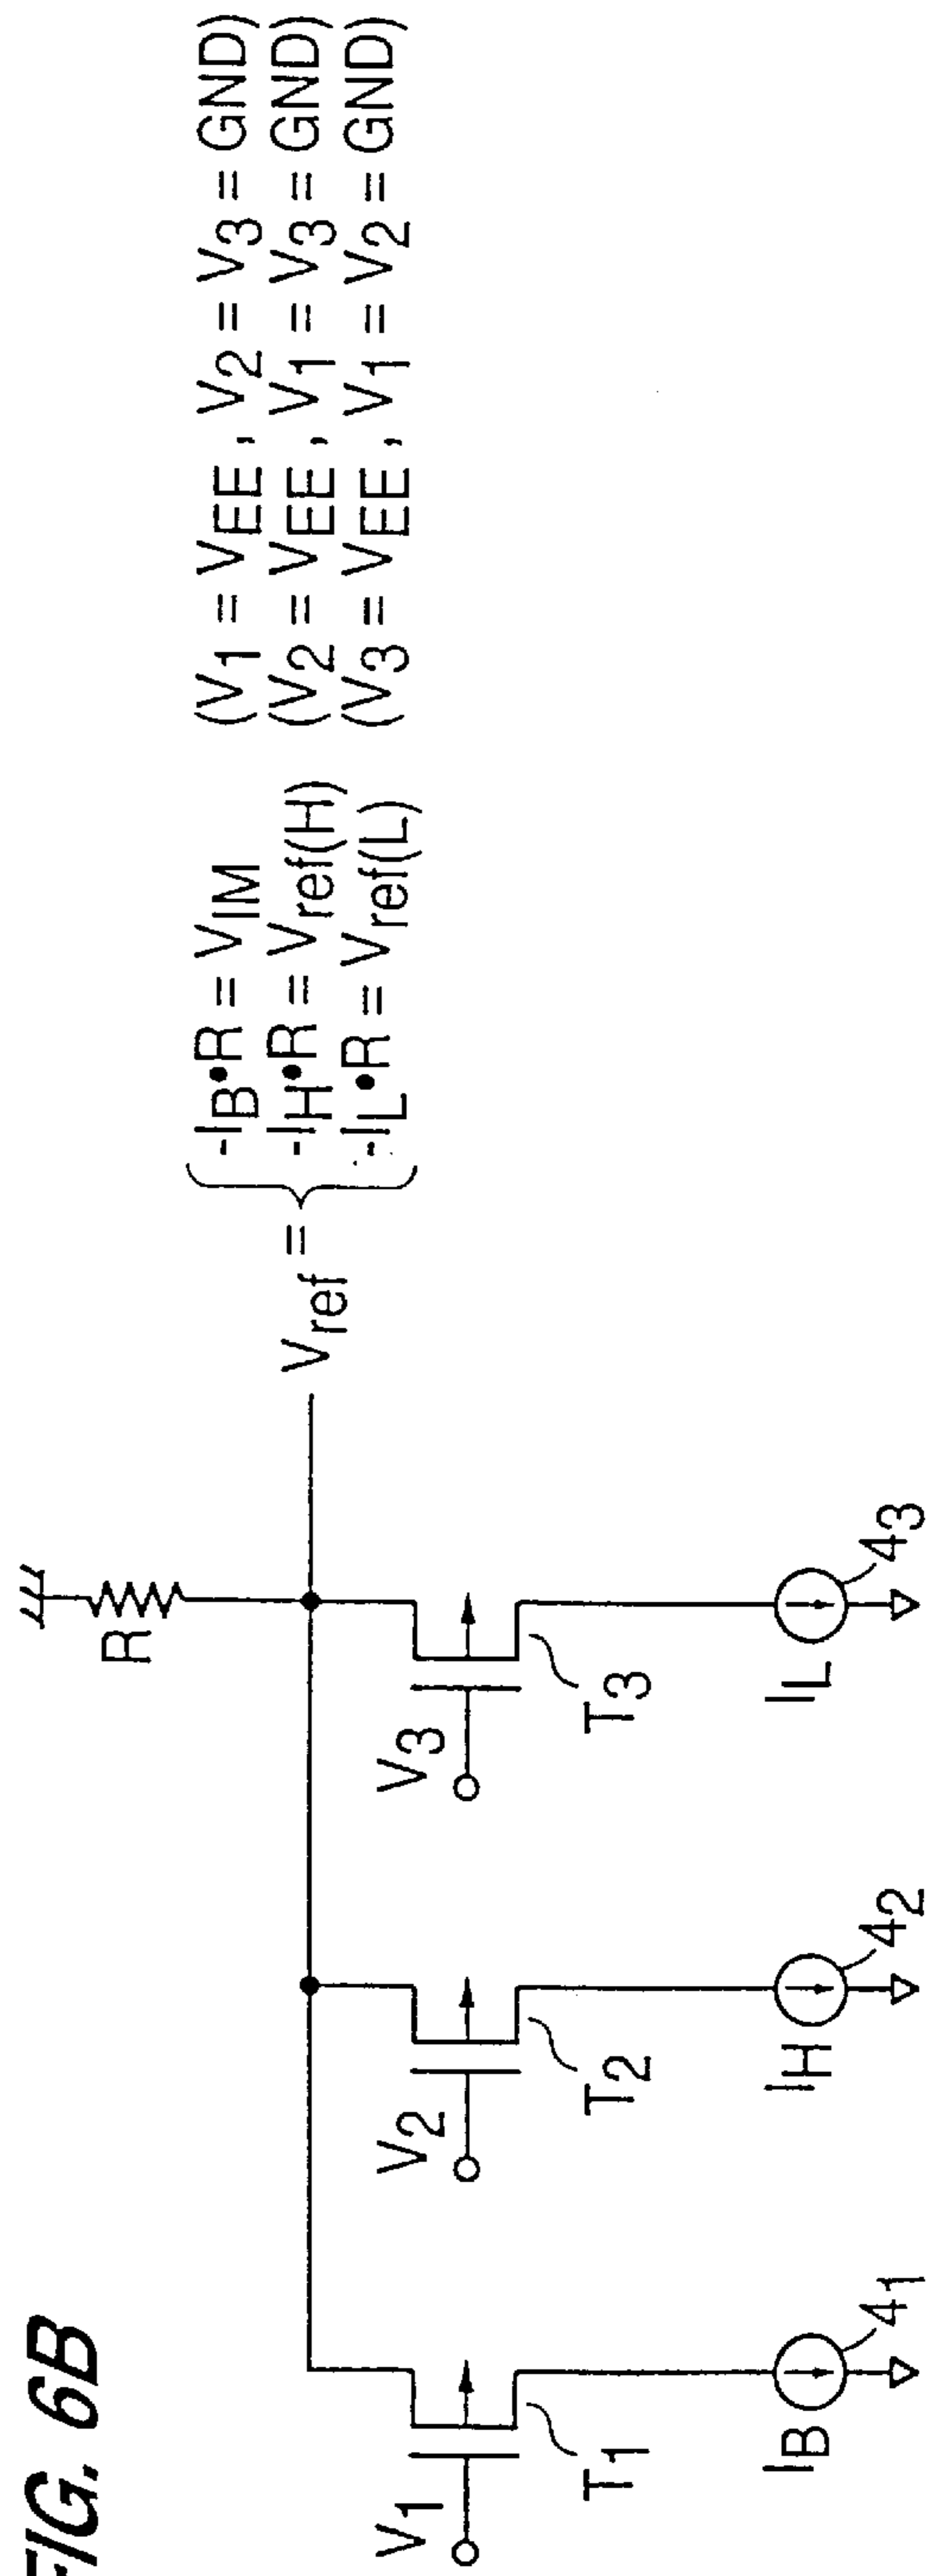 FIG. 6B
R
Vref =
-IB•R = VIM (V1 = VEE, V2 = V3 = GND)
-IH•R = Vref(H) (V2 = VEE, V1 = V3 = GND)
-IL•R = Vref(L) (V3 = VEE, V1 = V2 = GND)
V1
V2
V3
T1
T2
T3
IB
41
IH
42
IL
43